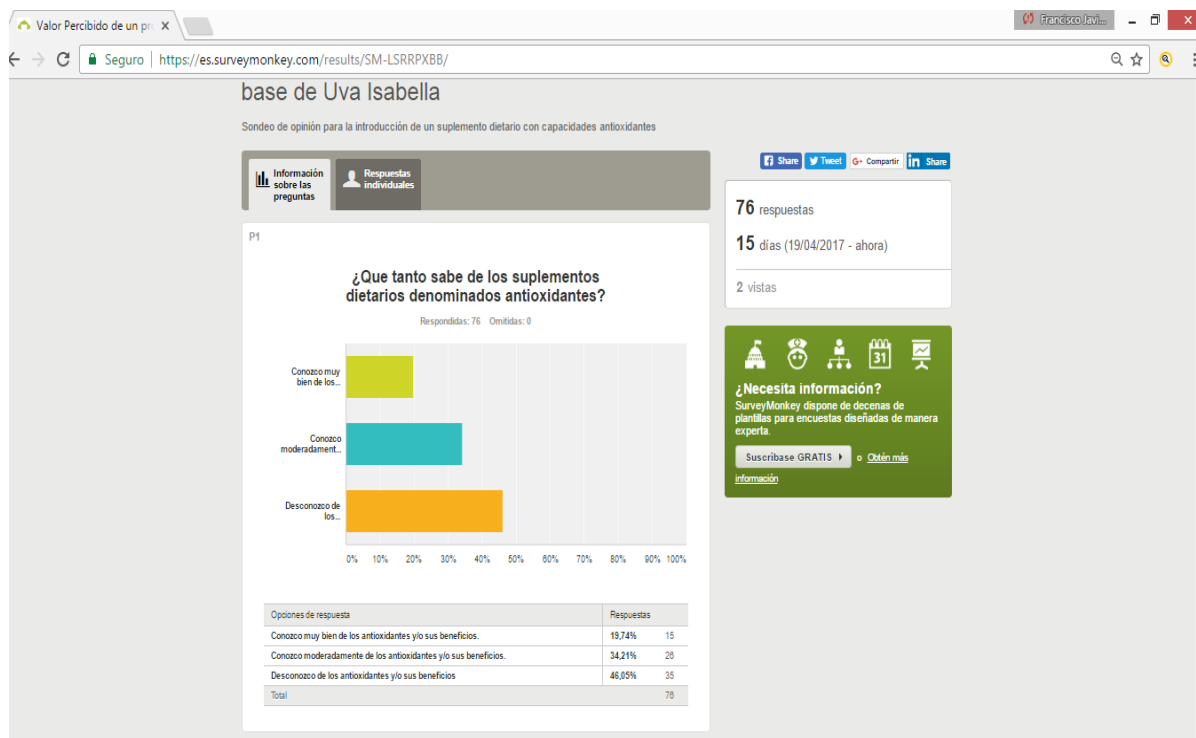 Valor Percibido de un pr
Francisco Javi...
Seguro | https://es.surveymonkey.com/results/SM-LSRRPXBB/
base de Uva Isabella
Sondeo de opinión para la introducción de un suplemento dietario con capacidades antioxidantes
Información
sobre las
preguntas
Respuestas
individuales
Share Tweet G+ Compartir in Share
76 respuestas
15 días (19/04/2017 - ahora)
2 vistas
P1
¿Que tanto sabe de los suplementos
dietarios denominados antioxidantes?
Respondidas: 76 Omitidas: 0
Conozco muy
bien de los...
Conozco
moderadament...
Desconozco de
los...
0% 10% 20% 30% 40% 50% 60% 70% 80% 90% 100%
Opciones de respuesta Respuestas
Conozco muy bien de los antioxidantes y/o sus beneficios. 19,74% 15
Conozco moderadamente de los antioxidantes y/o sus beneficios. 34,21% 26
Desconozco de los antioxidantes y/o sus beneficios 46,05% 35
Total 76
31
¿Necesita información?
SurveyMonkey dispone de decenas de
plantillas para encuestas diseñadas de manera
experta.
Suscríbase GRATIS o Obtén más
información